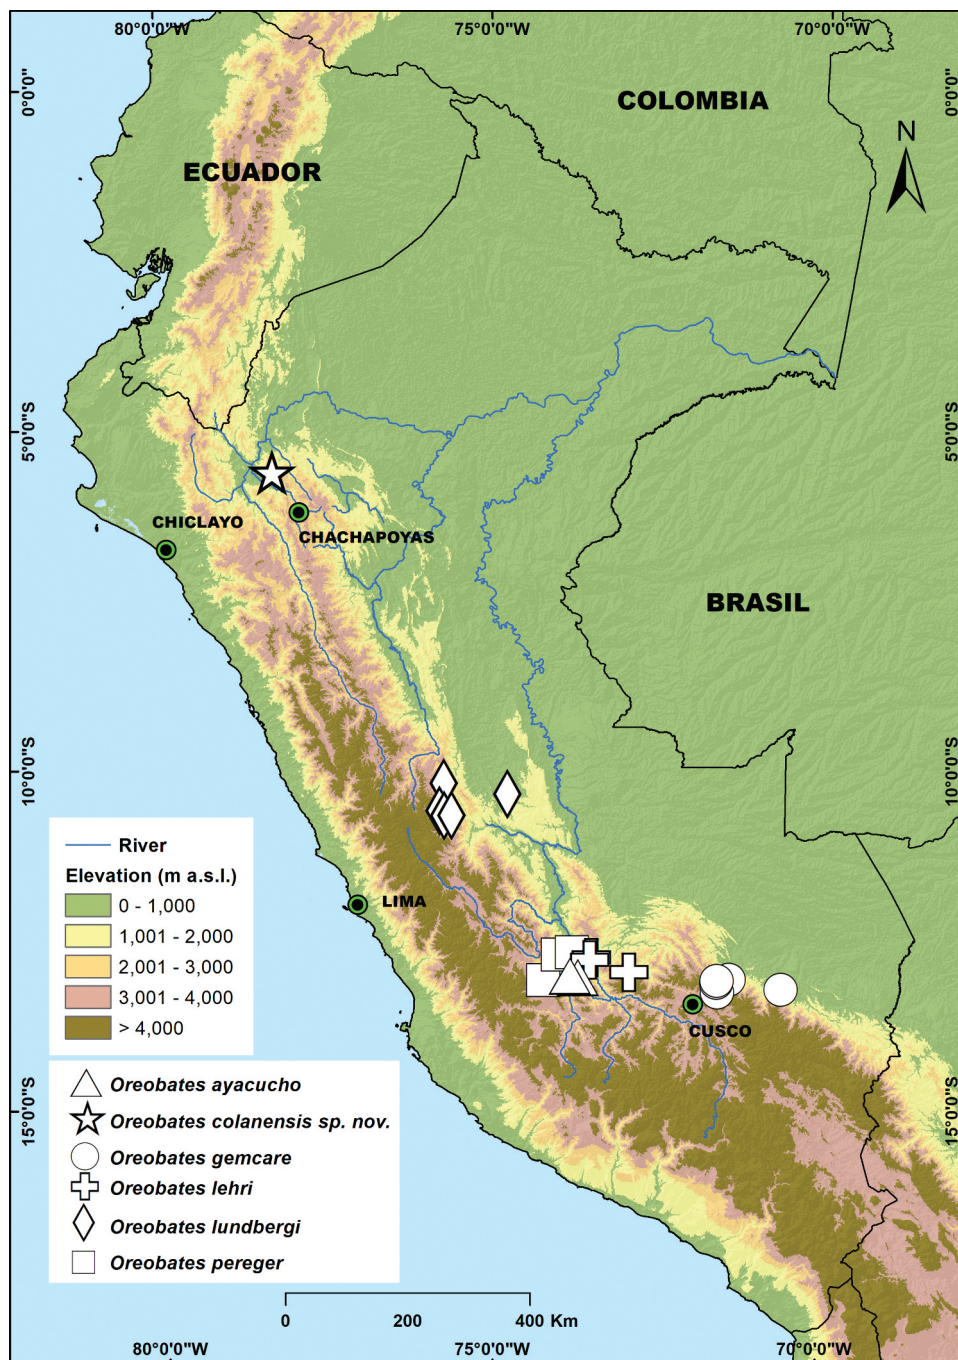 80°0'0"W
75°0'0"W
70°0'0"W
0°0'0"
0°0'0"
COLOMBIA
N
ECUADOR
5°0'0"S
5°0'0"S
CHICLAYO
CHACHAPOYAS
BRASIL
10°0'0"S
10°0'0"S
River
Elevation (m a.s.l.)
0 - 1,000
1,001 - 2,000
2,001 - 3,000
3,001 - 4,000
> 4,000
LIMA
CUSCO
15°0'0"S
15°0'0"S
Oreobates ayacucho
Oreobates colanensis sp. nov.
Oreobates gemcare
Oreobates lehri
Oreobates lundbergi
Oreobates pereger
0 200 400 Km
80°0'0"W
75°0'0"W
70°0'0"W